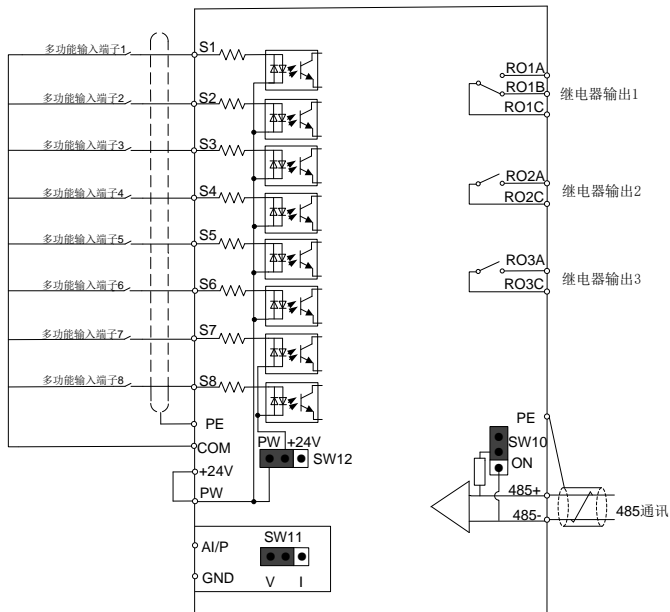 多功能输入端子1
S1
多功能输入端子2
S2
多功能输入端子3
S3
多功能输入端子4
S4
多功能输入端子5
S5
多功能输入端子6
S6
多功能输入端子7
S7
多功能输入端子8
S8
PE
COM
+24V
PW
PW +24V
SW12
AI/P
GND
SW11
V I
RO1A
RO1B
RO1C
继电器输出1
RO2A
RO2C
继电器输出2
RO3A
RO3C
继电器输出3
PE
SW10
ON
485+
485-
485通讯